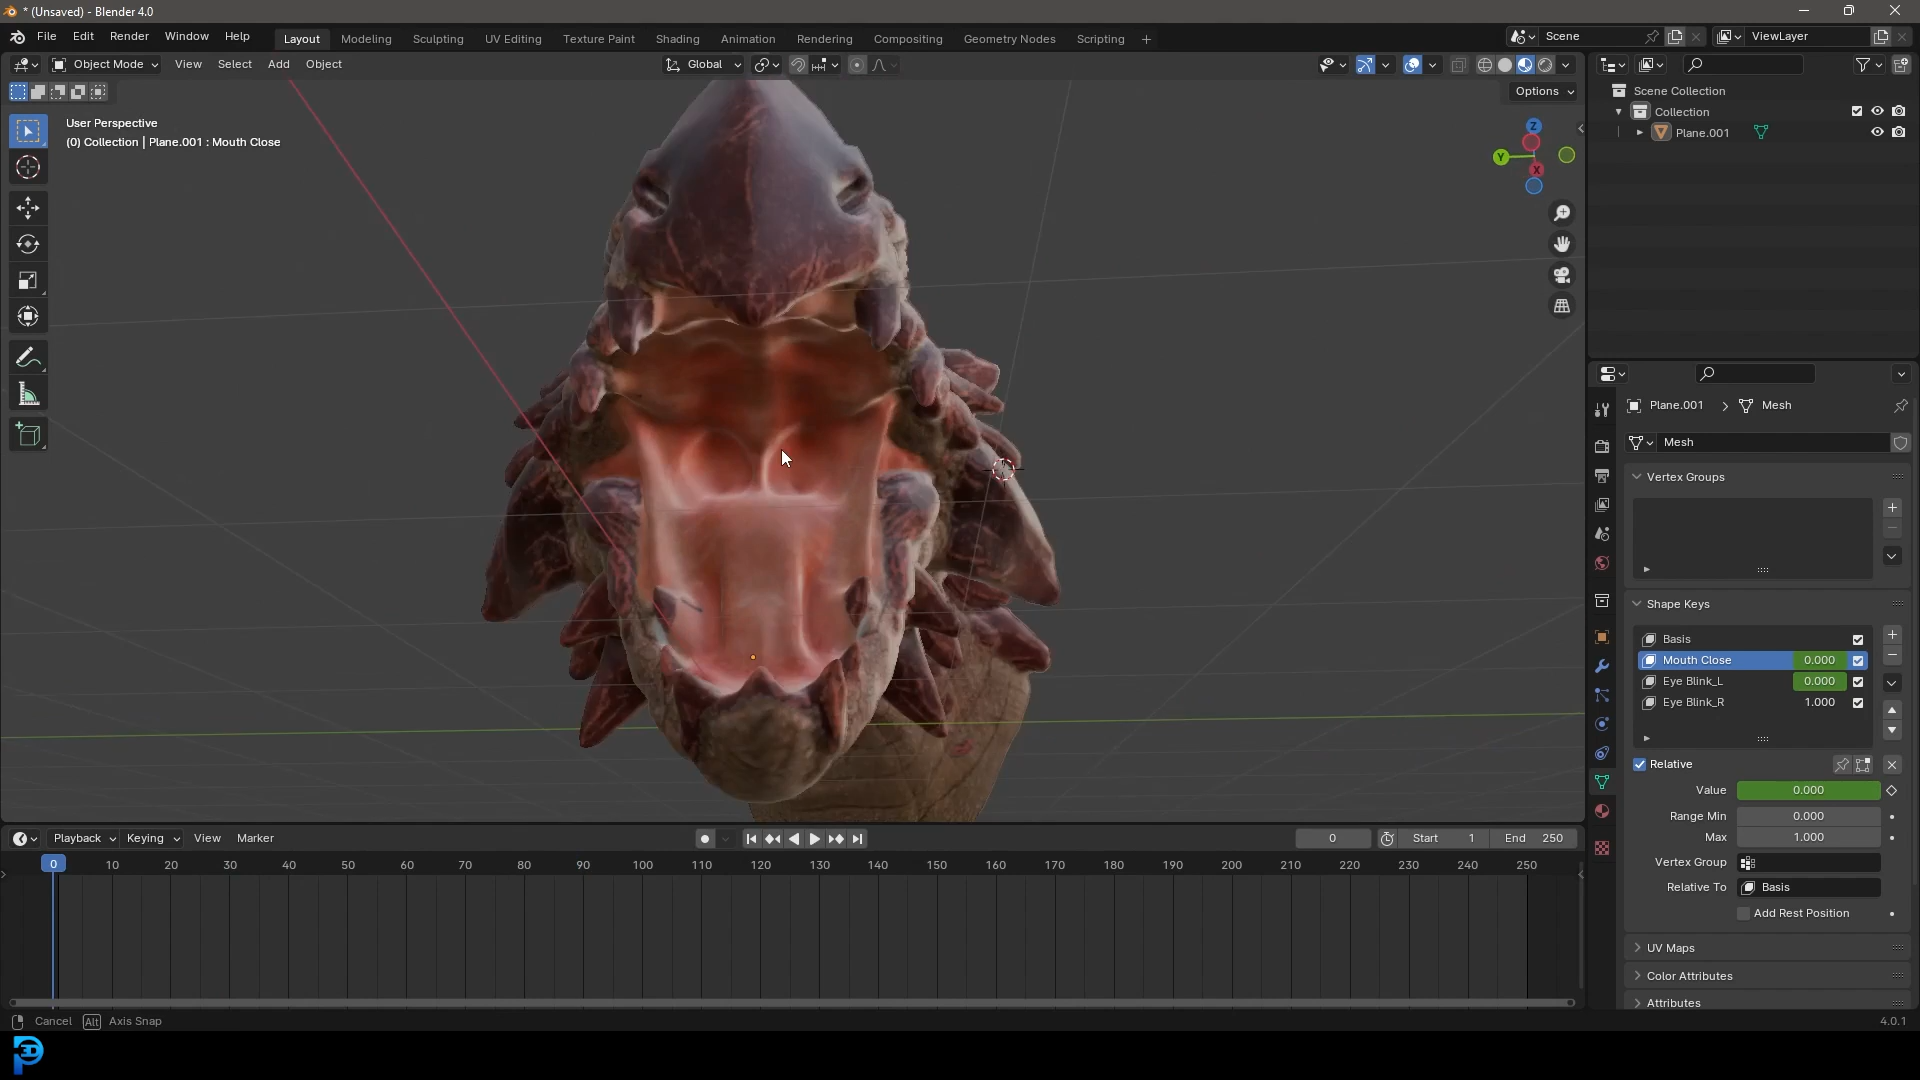 * (Unsaved) - Blender 4.0
File Edit Render Window Help
Layout Modeling Sculpting UV Editing Texture Paint Shading Animation Rendering Compositing Geometry Nodes Scripting +
Scene
ViewLayer
Object Mode View Select Add Object
Global
Options
User Perspective
(0) Collection | Plane.001 : Mouth Close
Z
Y
X
Scene Collection
Collection
Plane.001
Plane.001 > Mesh
Mesh
Vertex Groups
Shape Keys
Basis
Mouth Close 0.000
Eye Blink_L 0.000
Eye Blink_R 1.000
Relative
Value 0.000
Range Min 0.000
Max 1.000
Vertex Group
Relative To Basis
Add Rest Position
UV Maps
Color Attributes
Attributes
Playback Keying View Marker
0 Start 1 End 250
0 10 20 30 40 50 60 70 80 90 100 110 120 130 140 150 160 170 180 190 200 210 220 230 240 250
Cancel Alt Axis Snap
4.0.1
P3D